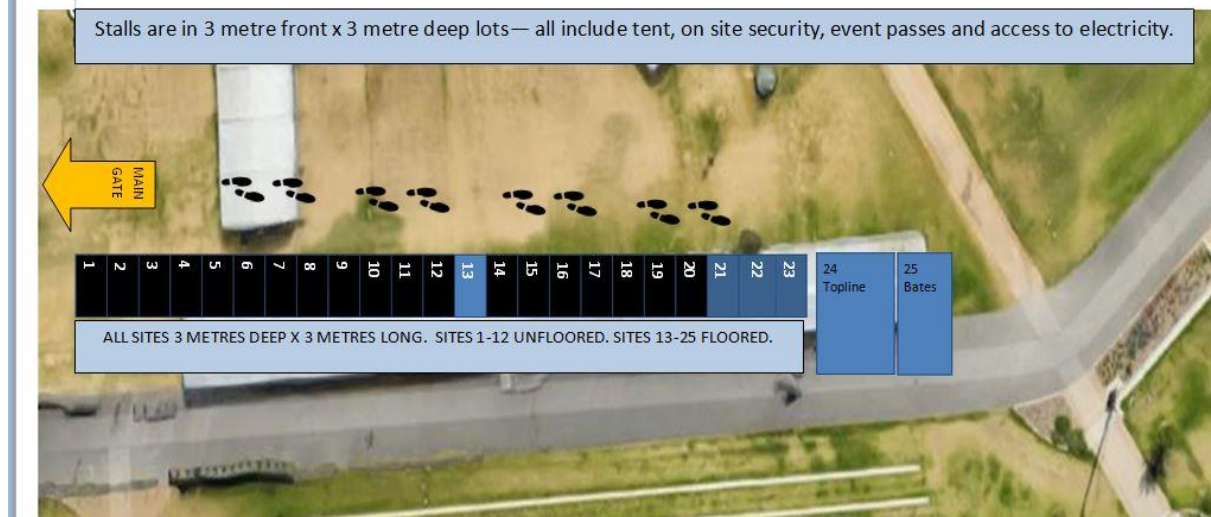 Stalls are in 3 metre front x 3 metre deep lots— all include tent, on site security, event passes and access to electricity.
MAIN
GATE
1 2 3 4 5 6 7 8 9 10 11 12 13 14 15 16 17 18 19 20 21 22 23
24
Topline
25
Bates
ALL SITES 3 METRES DEEP X 3 METRES LONG. SITES 1-12 UNFLOORED. SITES 13-25 FLOORED.